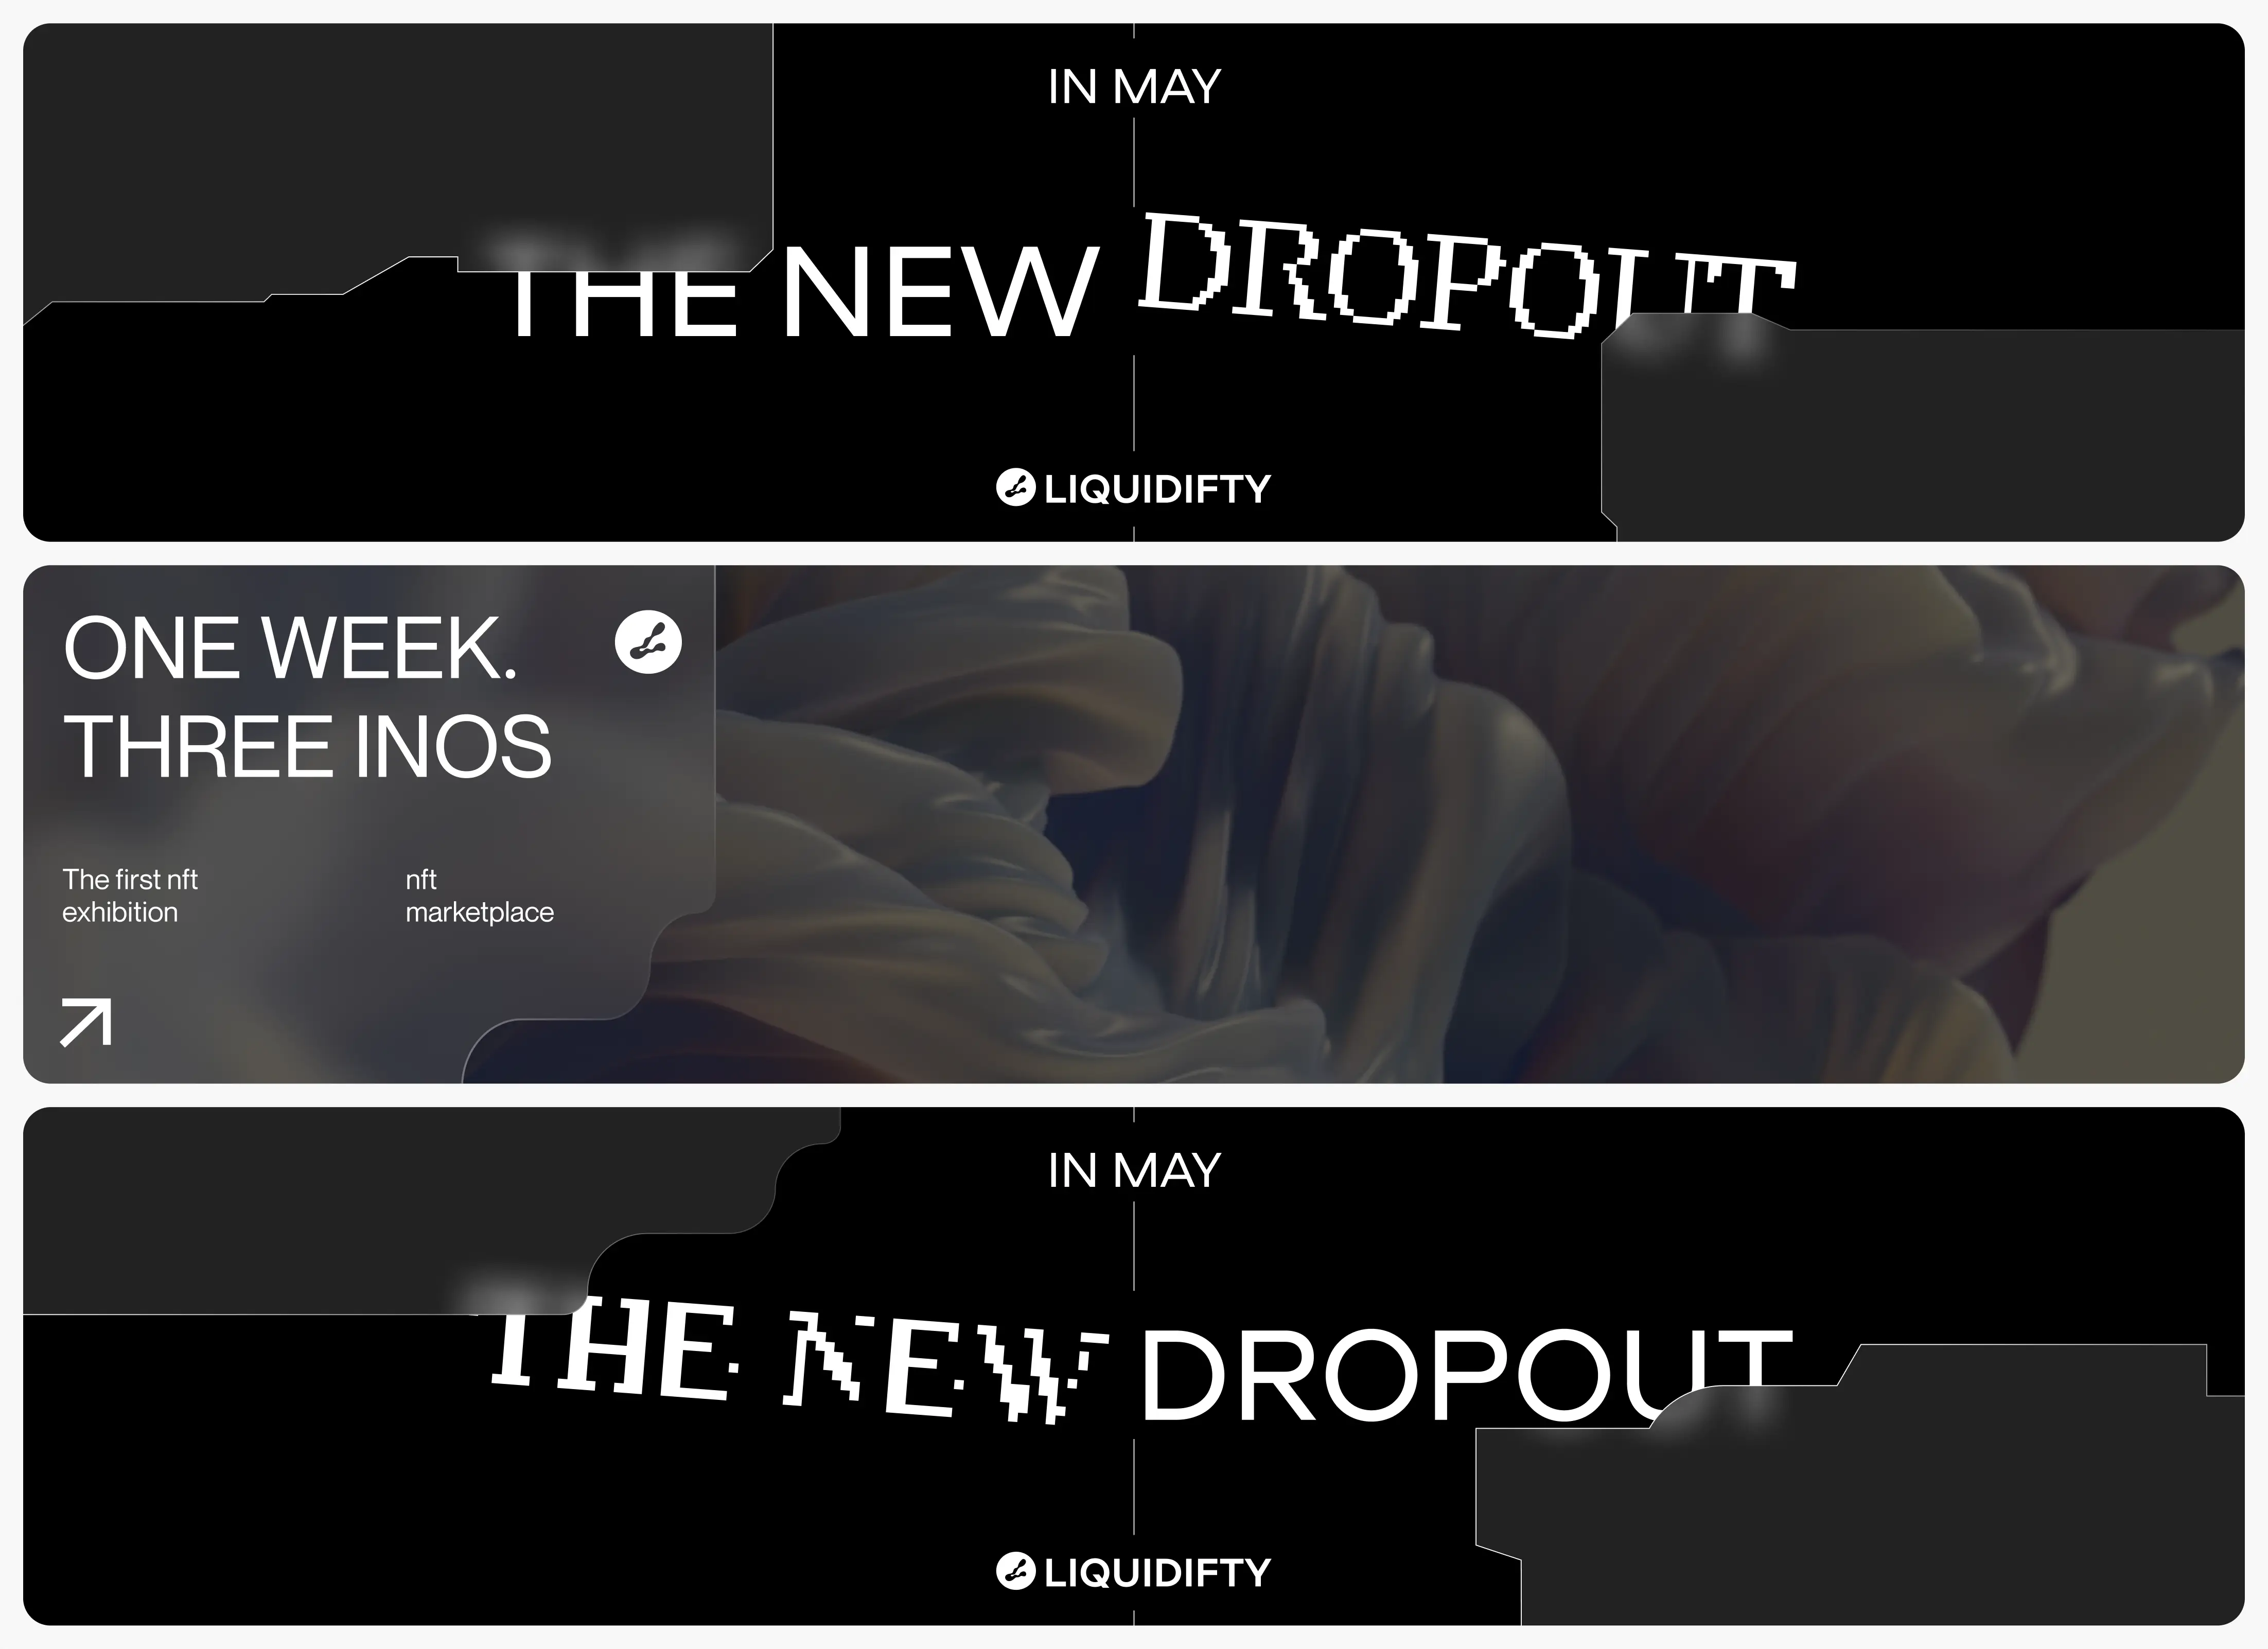 IN MAY
THE NEW DROPOUT
LIQUIDIFTY
ONE WEEK.
THREE INOS
The first nft
exhibition
nft
marketplace
IN MAY
THE NEW DROPOUT
LIQUIDIFTY